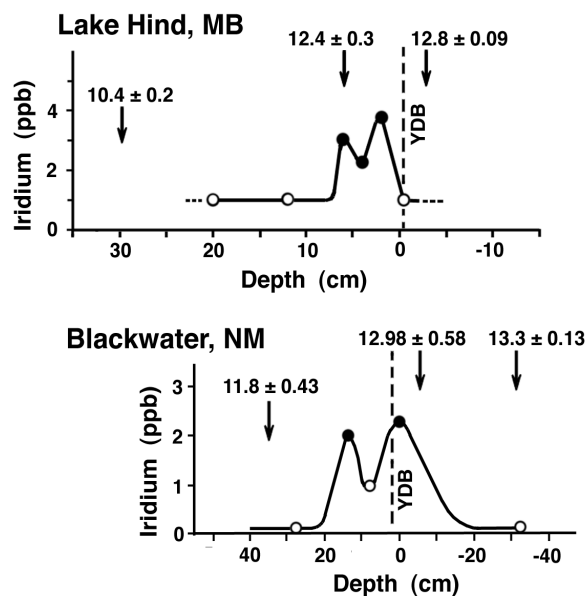 Lake Hind, MB
12.4 ± 0.3
12.8 ± 0.09
10.4 ± 0.2
YDB
Iridium (ppb)
4
2
0
30
20
10
0
-10
Depth (cm)
Blackwater, NM
12.98 ± 0.58
13.3 ± 0.13
11.8 ± 0.43
YDB
Iridium (ppb)
3
2
1
0
40
20
0
-20
-40
Depth (cm)